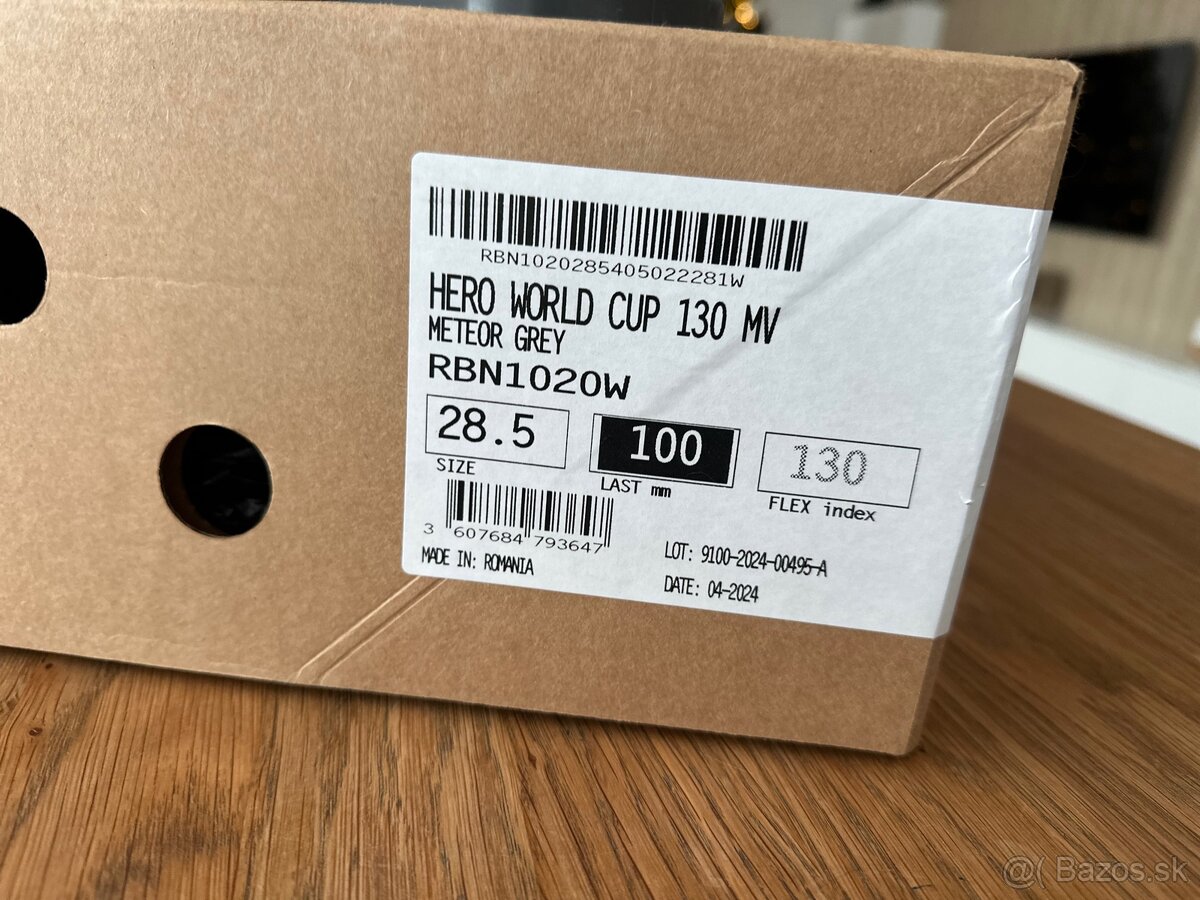 RBN1020285405022281W
HERO WORLD CUP 130 MV
METEOR GREY
RBN1020W
28.5 100 130
SIZE LAST mm FLEX index
3 607684 793647
MADE IN: ROMANIA
LOT: 9100-2024-00495-A
DATE: 04-2024
@( Bazos.sk